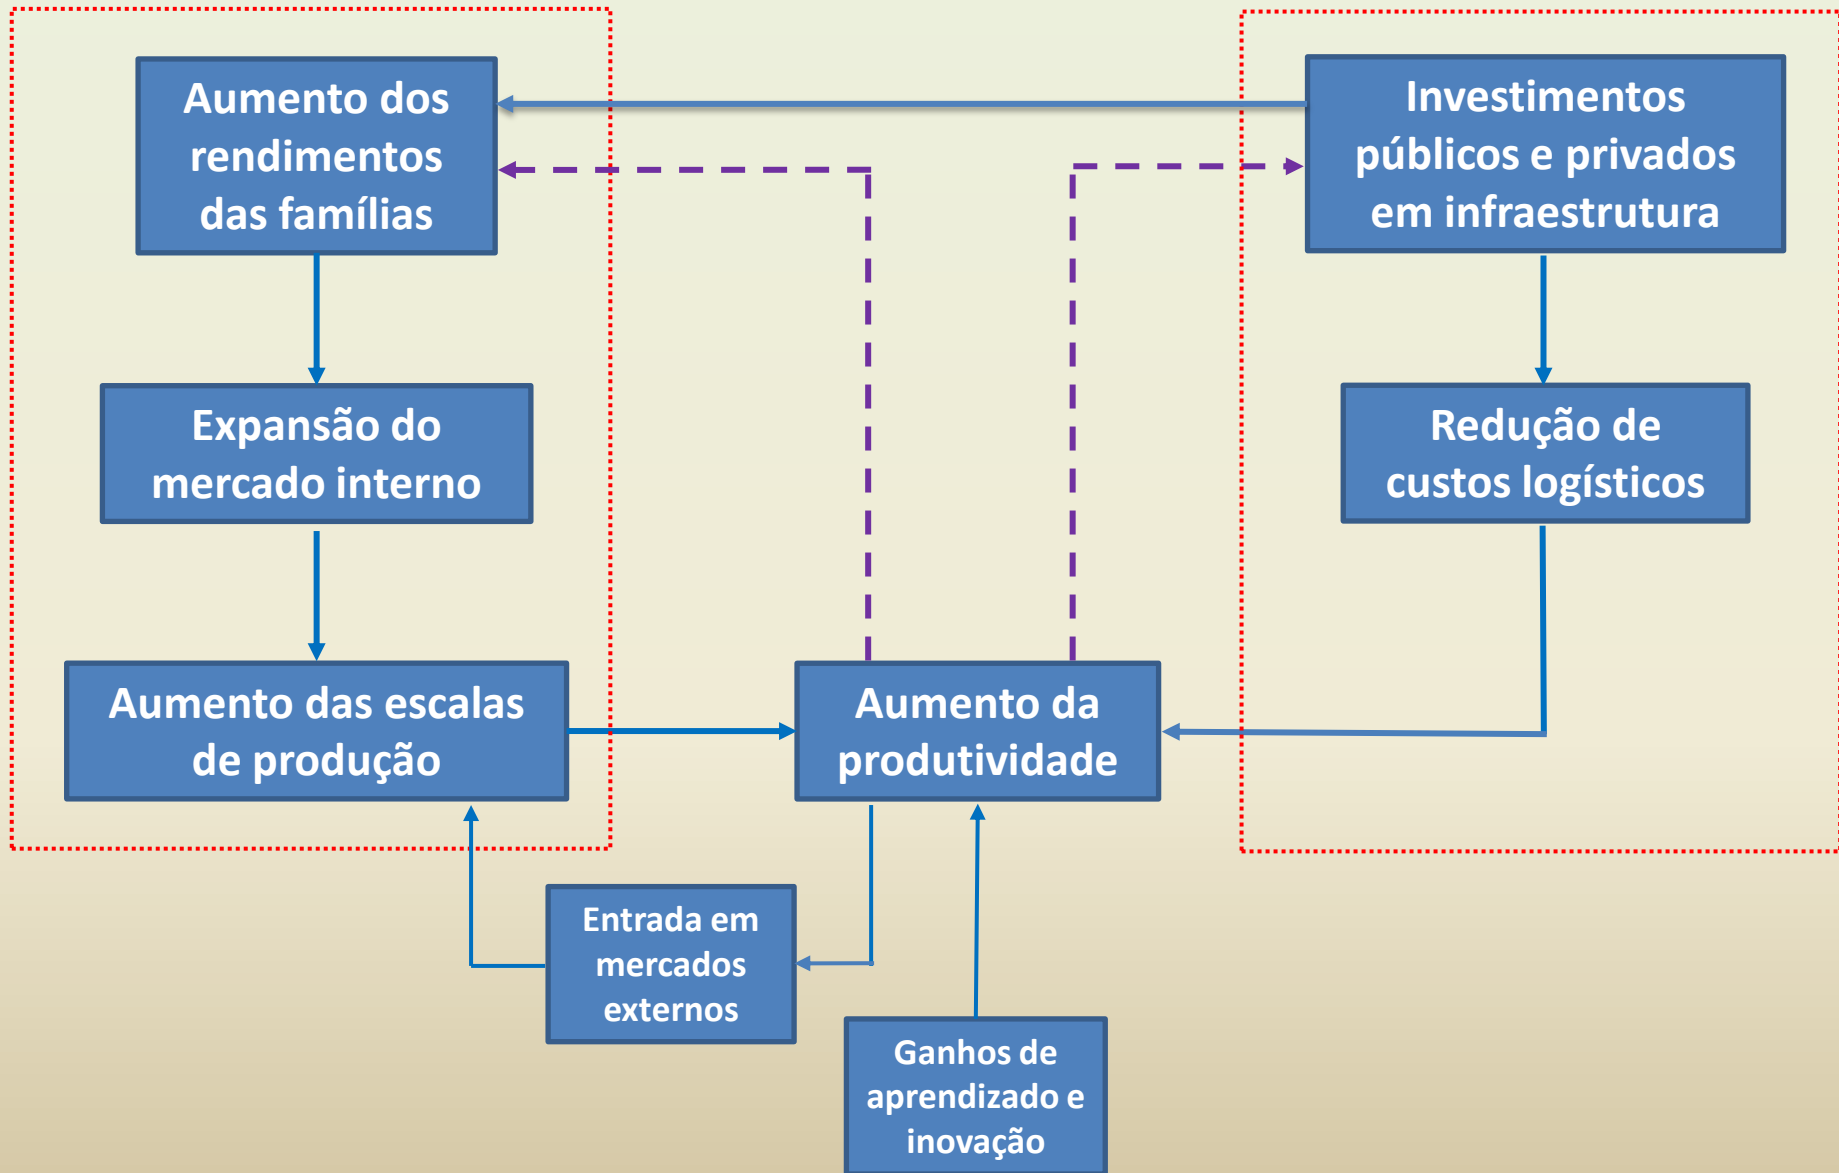 Aumento dos
rendimentos
das famílias
Investimentos
públicos e privados
em infraestrutura
Expansão do
mercado interno
Redução de
custos logísticos
Aumento das escalas
de produção
Aumento da
produtividade
Entrada em
mercados
externos
Ganhos de
aprendizado e
inovação